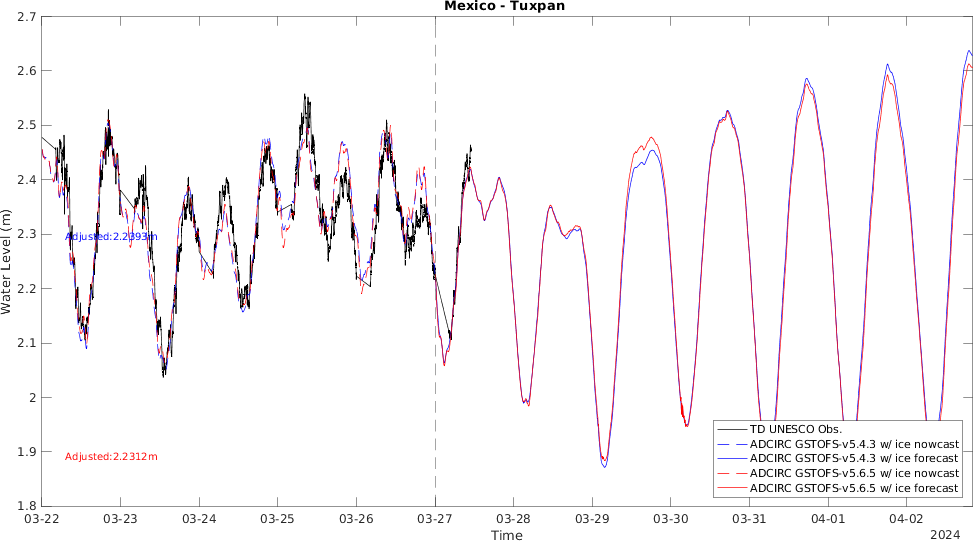 Mexico - Tuxpan
Water Level (m)
2.7
2.6
2.5
2.4
2.3
2.2
2.1
2
1.9
1.8
Adjusted:2.2393m
Adjusted:2.2312m
TD UNESCO Obs.
ADCIRC GSTOFS-v5.4.3 w/ ice nowcast
ADCIRC GSTOFS-v5.4.3 w/ ice forecast
ADCIRC GSTOFS-v5.6.5 w/ ice nowcast
ADCIRC GSTOFS-v5.6.5 w/ ice forecast
03-22 03-23 03-24 03-25 03-26 03-27 03-28 03-29 03-30 03-31 04-01 04-02
Time
2024